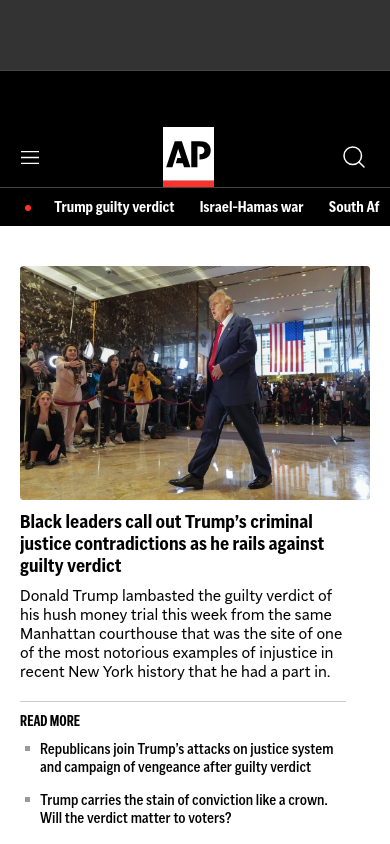 AP
Trump guilty verdict Israel-Hamas war South Af
Black leaders call out Trump's criminal
justice contradictions as he rails against
guilty verdict
Donald Trump lambasted the guilty verdict of
his hush money trial this week from the same
Manhattan courthouse that was the site of one
of the most notorious examples of injustice in
recent New York history that he had a part in.
READ MORE
Republicans join Trump's attacks on justice system
and campaign of vengeance after guilty verdict
Trump carries the stain of conviction like a crown.
Will the verdict matter to voters?